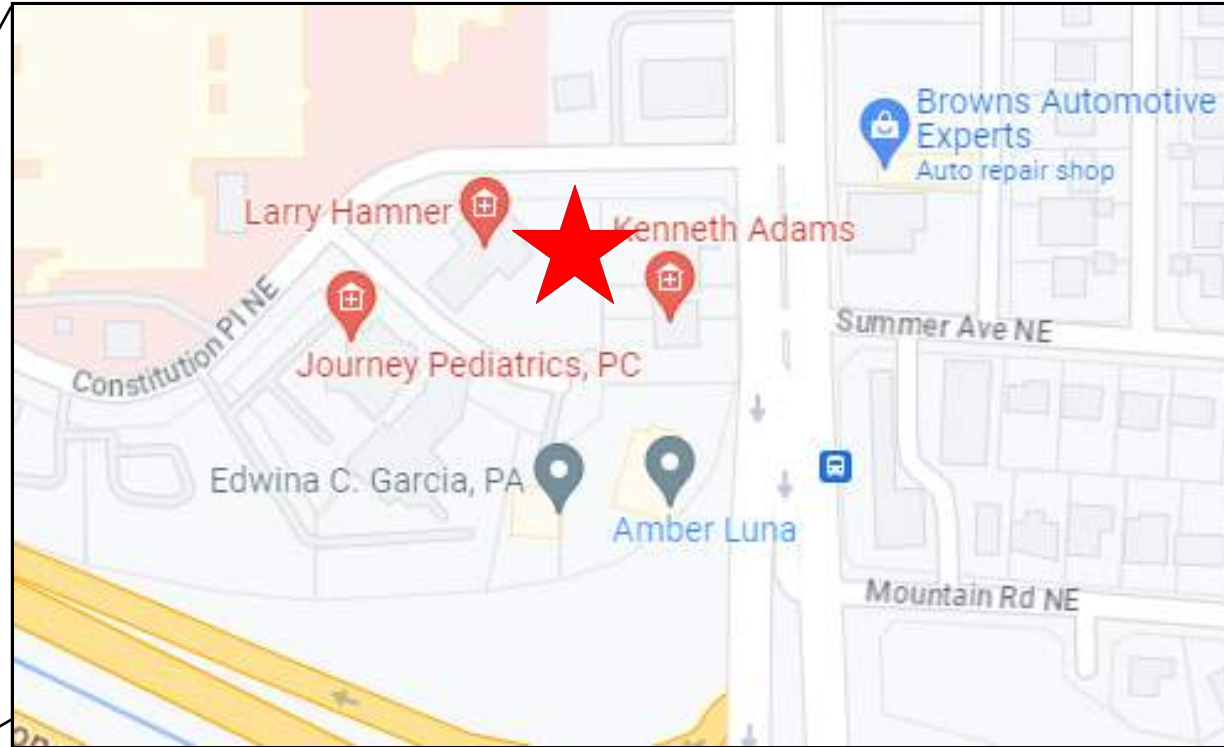 Browns Automotive
Experts
Auto repair shop
Larry Hamner
Kenneth Adams
Constitution Pl NE
Summer Ave NE
Journey Pediatrics, PC
Edwina C. Garcia, PA
Amber Luna
Mountain Rd NE